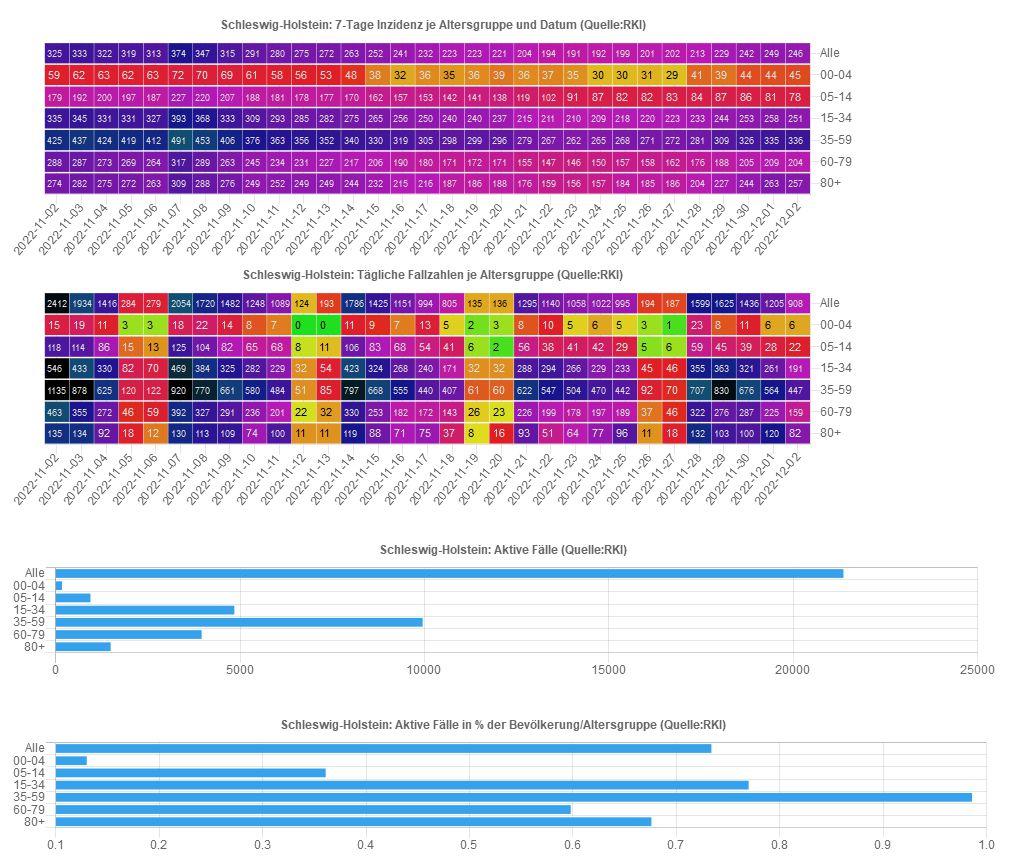 Schleswig-Holstein: 7-Tage Inzidenz je Altersgruppe und Datum (Quelle:RKI)
325 333 322 319 313 374 347 315 291 280 275 272 263 252 241 232 223 223 221 204 194 191 192 199 201 202 213 229 242 249 246 Alle
59 62 63 63 62 63 72 70 69 61 58 56 53 48 38 32 36 35 36 39 36 37 35 30 30 31 29 41 39 44 44 45 00-04
179 192 200 197 187 227 220 207 188 181 178 177 170 162 157 153 142 141 138 119 102 91 87 82 82 83 84 87 86 81 78 05-14
335 345 331 331 327 393 368 333 309 293 285 282 275 265 256 250 240 240 237 215 211 210 209 218 220 223 233 244 253 258 251 15-34
425 437 424 419 412 491 453 406 376 363 356 352 340 330 319 305 298 299 296 279 267 262 265 268 271 272 281 309 326 335 336 35-59
288 287 273 269 264 317 289 263 245 234 231 227 217 206 190 180 171 172 171 155 147 146 150 157 158 162 176 188 205 209 204 60-79
274 282 275 272 263 309 288 276 249 252 249 249 244 232 215 216 187 186 188 176 159 156 157 184 185 186 204 227 244 263 257 80+
2022-11-02 2022-11-03 2022-11-04 2022-11-05 2022-11-06 2022-11-07 2022-11-08 2022-11-09 2022-11-10 2022-11-11 2022-11-12 2022-11-13 2022-11-14 2022-11-15 2022-11-16 2022-11-17 2022-11-18 2022-11-19 2022-11-20 2022-11-21 2022-11-22 2022-11-23 2022-11-24 2022-11-25 2022-11-26 2022-11-27 2022-11-28 2022-11-29 2022-11-30 2022-12-01 2022-12-02
Schleswig-Holstein: Tägliche Fallzahlen je Altersgruppe (Quelle:RKI)
2412 1934 1416 284 279 2054 1720 1482 1248 1089 124 193 1786 1425 1151 994 805 135 136 1295 1140 1058 1022 995 194 187 1599 1625 1436 1205 908 Alle
15 19 11 3 3 18 22 14 8 7 0 0 11 9 7 13 5 2 3 8 10 5 6 5 3 1 23 8 11 6 6 00-04
118 114 86 15 13 125 104 82 65 68 8 11 106 83 68 54 41 6 2 56 38 41 42 29 5 6 59 45 39 28 22 05-14
546 433 330 82 70 469 384 325 282 229 32 54 374 324 268 240 171 32 32 288 294 266 229 233 45 46 355 363 321 261 191 15-34
1135 878 625 120 122 920 770 661 580 484 51 85 797 668 555 440 407 61 60 622 547 504 470 442 92 70 707 830 676 564 447 35-59
463 355 272 46 59 392 327 291 236 201 22 32 330 253 182 172 143 26 23 226 199 178 197 189 37 46 322 276 287 225 159 60-79
135 134 92 18 12 130 113 109 74 100 11 11 119 88 71 75 37 8 16 93 51 64 77 96 11 18 132 103 100 120 82 80+
2022-11-02 2022-11-03 2022-11-04 2022-11-05 2022-11-06 2022-11-07 2022-11-08 2022-11-09 2022-11-10 2022-11-11 2022-11-12 2022-11-13 2022-11-14 2022-11-15 2022-11-16 2022-11-17 2022-11-18 2022-11-19 2022-11-20 2022-11-21 2022-11-22 2022-11-23 2022-11-24 2022-11-25 2022-11-26 2022-11-27 2022-11-28 2022-11-29 2022-11-30 2022-12-01 2022-12-02
Schleswig-Holstein: Aktive Fälle (Quelle:RKI)
Alle
00-04
05-14
15-34
35-59
60-79
80+
0 5000 10000 15000 20000 25000
Schleswig-Holstein: Aktive Fälle in % der Bevölkerung/Altersgruppe (Quelle:RKI)
Alle
00-04
05-14
15-34
35-59
60-79
80+
0.1 0.2 0.3 0.4 0.5 0.6 0.7 0.8 0.9 1.0